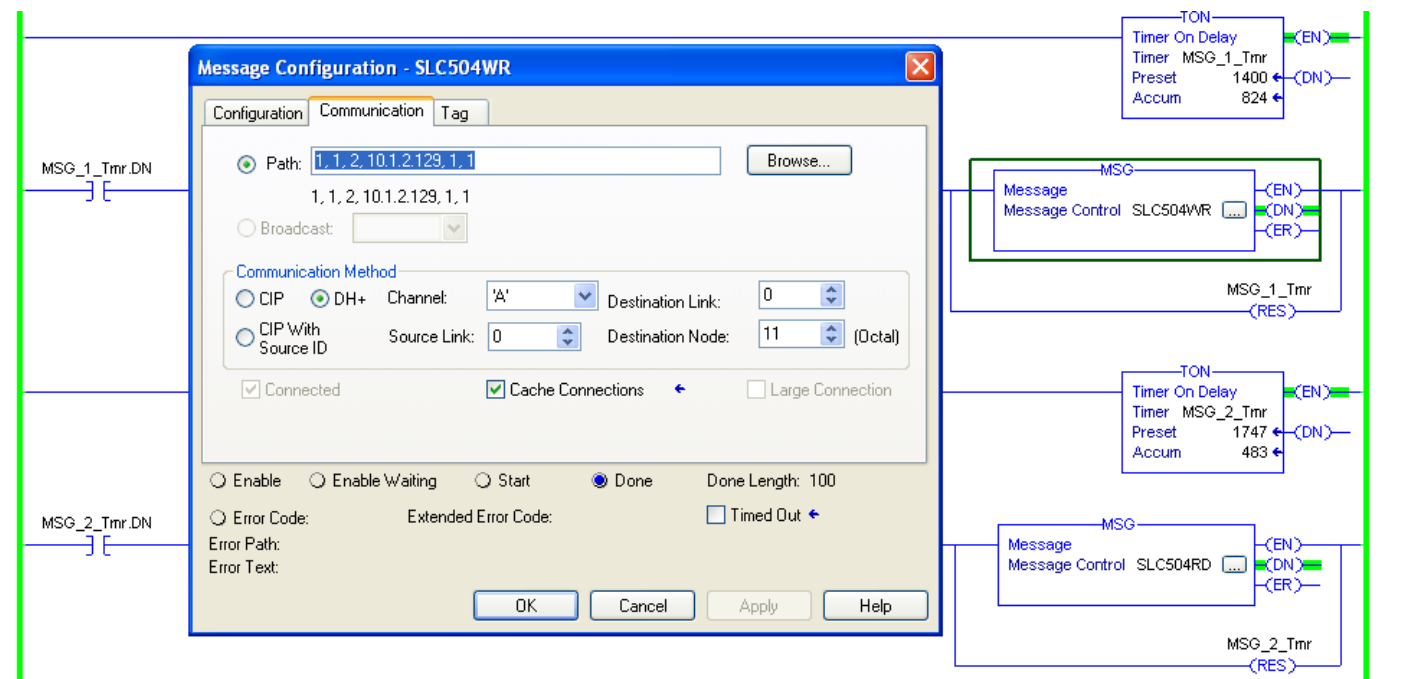 TON
Timer On Delay (EN)
Timer MSG_1_Tmr
Preset 1400 (DN)
Accum 824
Message Configuration - SLC504WR
Configuration Communication Tag
Path: 1, 1, 2, 10.1.2.129, 1, 1 Browse...
1, 1, 2, 10.1.2.129, 1, 1
Broadcast:
Communication Method
CIP DH+ Channel: 'A' Destination Link: 0
CIP With Source ID Source Link: 0 Destination Node: 11 (Octal)
Connected Cache Connections Large Connection
Enable Enable Waiting Start Done Done Length: 100
Error Code: Extended Error Code: Timed Out
Error Path:
Error Text:
OK Cancel Apply Help
MSG_1_Tmr.DN
MSG
Message (EN)
Message Control SLC504WR ... (DN)
(ER)
MSG_1_Tmr
(RES)
TON
Timer On Delay (EN)
Timer MSG_2_Tmr
Preset 1747 (DN)
Accum 483
MSG_2_Tmr.DN
MSG
Message (EN)
Message Control SLC504RD ... (DN)
(ER)
MSG_2_Tmr
(RES)